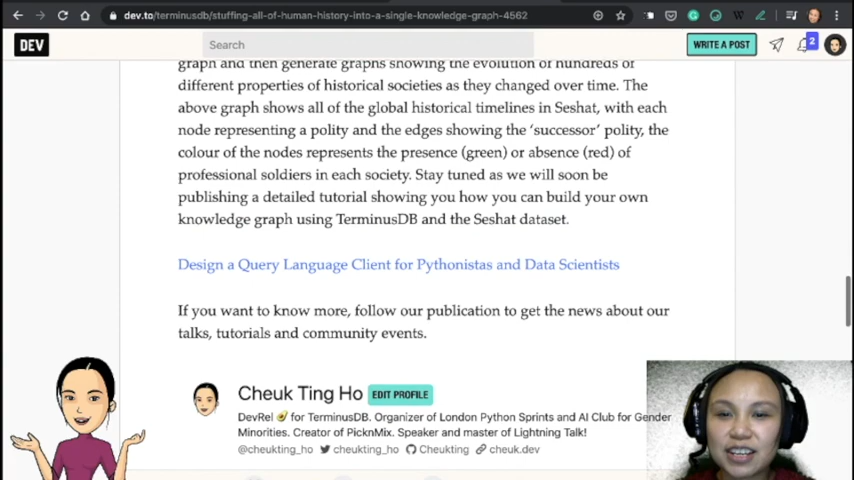 dev.to/terminusdb/stuffing-all-of-human-history-into-a-single-knowledge-graph-4562
DEV
Search
WRITE A POST
2
graph and then generate graphs showing the evolution of hundreds of
different properties of historical societies as they changed over time. The
above graph shows all of the global historical timelines in Seshat, with each
node representing a polity and the edges showing the ‘successor’ polity, the
colour of the nodes represents the presence (green) or absence (red) of
professional soldiers in each society. Stay tuned as we will soon be
publishing a detailed tutorial showing you how you can build your own
knowledge graph using TerminusDB and the Seshat dataset.
Design a Query Language Client for Pythonistas and Data Scientists
If you want to know more, follow our publication to get the news about our
talks, tutorials and community events.
Cheuk Ting Ho EDIT PROFILE
DevRel 🥑 for TerminusDB. Organizer of London Python Sprints and AI Club for Gender
Minorities. Creator of PicknMix. Speaker and master of Lightning Talk!
@cheukting_ho cheukting_ho Cheukting cheuk.dev